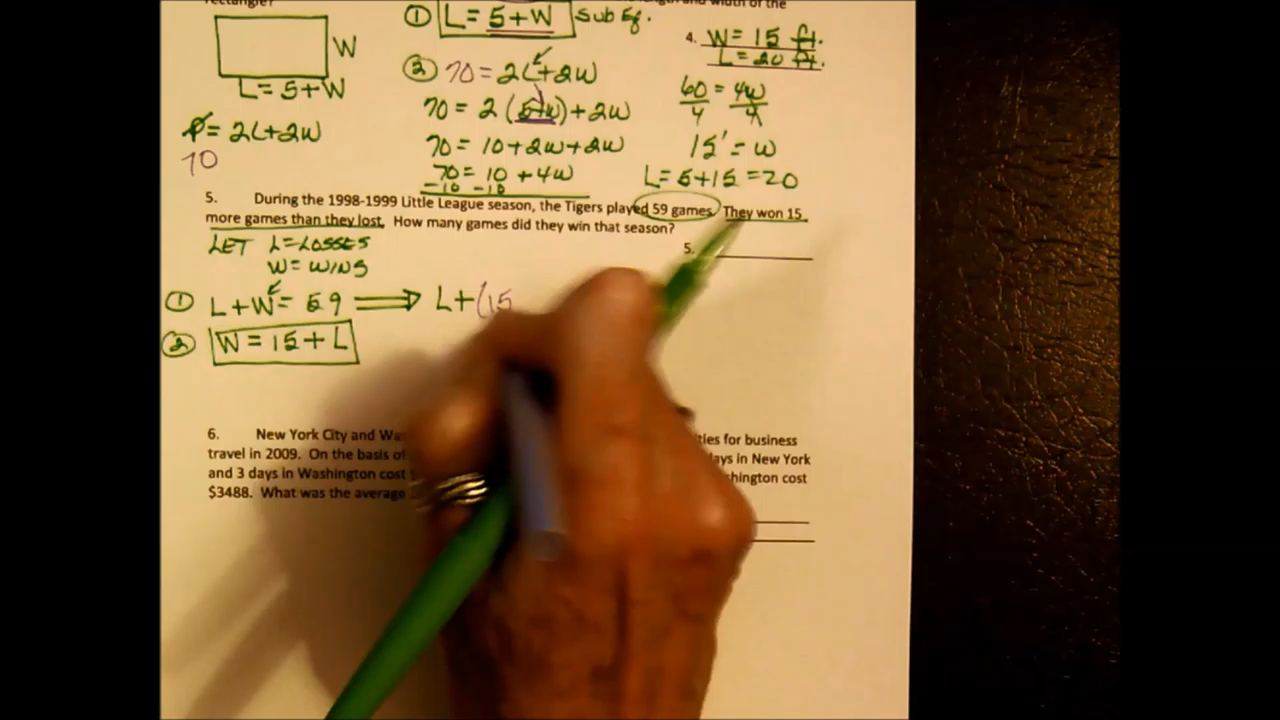 rectangle?
length and width of the
① L = 5+W Sub Eq.
W
L = 5+W
P = 2L+2W
70
② 70 = 2L+2W
70 = 2(5+W)+2W
70 = 10+2W+2W
70 = 10 +4W
-10 -10
4. W = 15 ft.
L = 20 ft.
60 = 4W
4 4
15' = W
L = 5+15 = 20
5. During the 1998-1999 Little League season, the Tigers played 59 games. They won 15
more games than they lost. How many games did they win that season?
5.
LET L = LOSSES
W = WINS
① L+W = 59 ⟹ L+(15
② W = 15+L
6. New York City and
travel in 2009. On the basis of
and 3 days in Washington cost
$3488. What was the average
for business
days in New York
cost